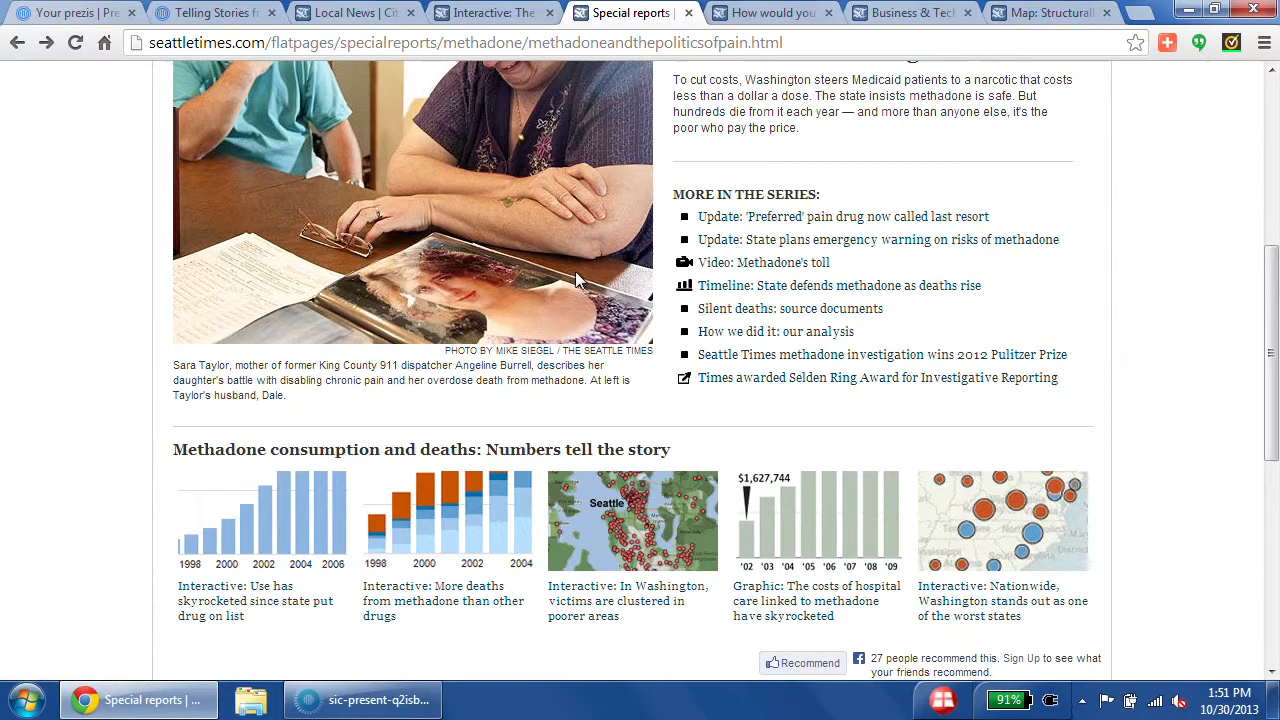 Your prezis | Pre
Telling Stories f
Local News | Cit
Interactive: The
Special reports |
How would you
Business & Tech
Map: Structurall
seattletimes.com/flatpages/specialreports/methadone/methadoneandthepoliticsofpain.html
To cut costs, Washington steers Medicaid patients to a narcotic that costs
less than a dollar a dose. The state insists methadone is safe. But
hundreds die from it each year — and more than anyone else, it's the
poor who pay the price.
MORE IN THE SERIES:
Update: 'Preferred' pain drug now called last resort
Update: State plans emergency warning on risks of methadone
Video: Methadone's toll
Timeline: State defends methadone as deaths rise
Silent deaths: source documents
How we did it: our analysis
Seattle Times methadone investigation wins 2012 Pulitzer Prize
Times awarded Selden Ring Award for Investigative Reporting
PHOTO BY MIKE SIEGEL / THE SEATTLE TIMES
Sara Taylor, mother of former King County 911 dispatcher Angeline Burrell, describes her
daughter's battle with disabling chronic pain and her overdose death from methadone. At left is
Taylor's husband, Dale.
Methadone consumption and deaths: Numbers tell the story
1998 2000 2002 2004 2006
Interactive: Use has
skyrocketed since state put
drug on list
1998 2000 2002 2004
Interactive: More deaths
from methadone than other
drugs
Seattle
Interactive: In Washington,
victims are clustered in
poorer areas
$1,627,744
'02 '03 '04 '05 '06 '07 '08 '09
Graphic: The costs of hospital
care linked to methadone
have skyrocketed
Interactive: Nationwide,
Washington stands out as one
of the worst states
Recommend
27 people recommend this. Sign Up to see what
your friends recommend.
Special reports | ...
sic-present-q2isb...
91%
1:51 PM
10/30/2013